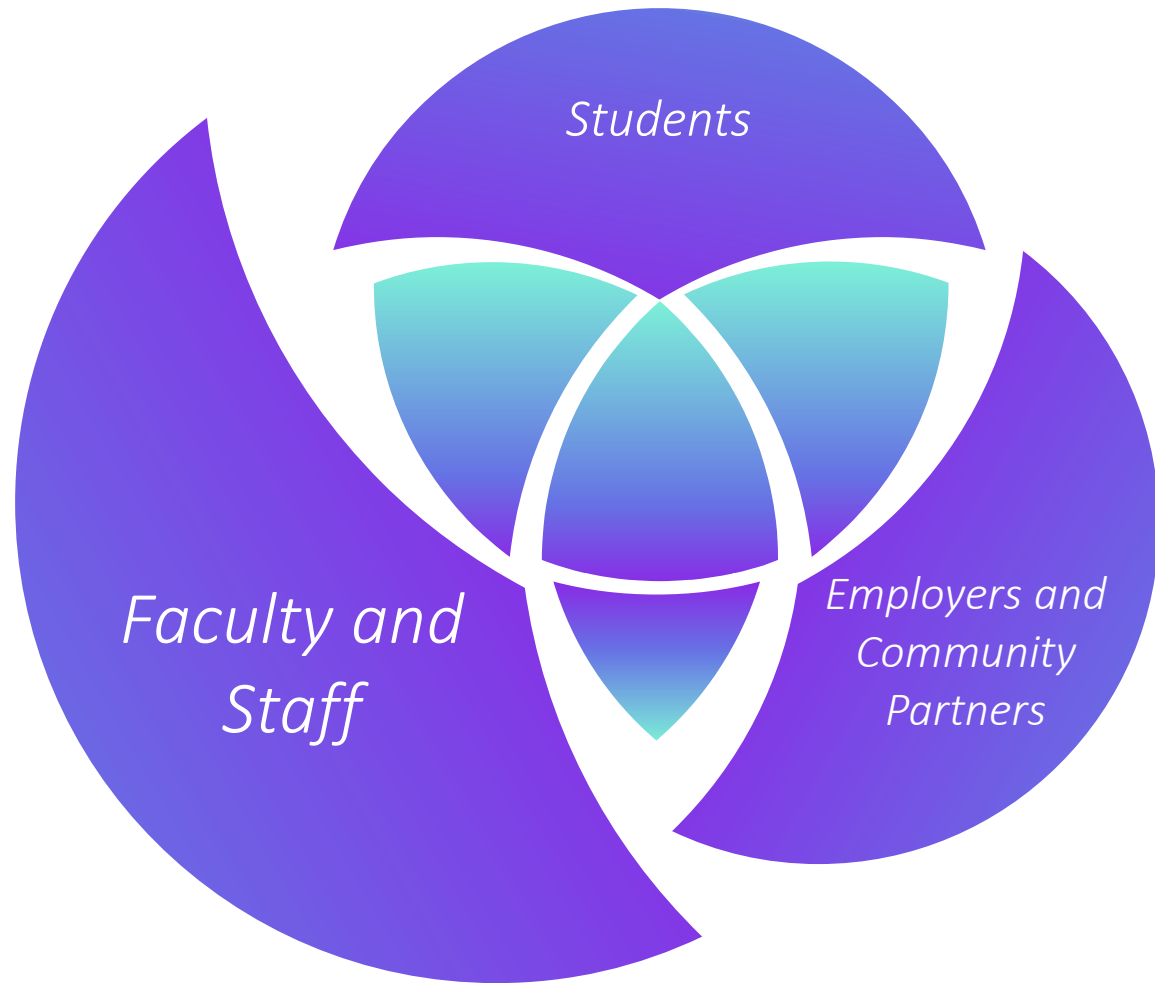 Students
Faculty and
Staff
Employers and
Community
Partners